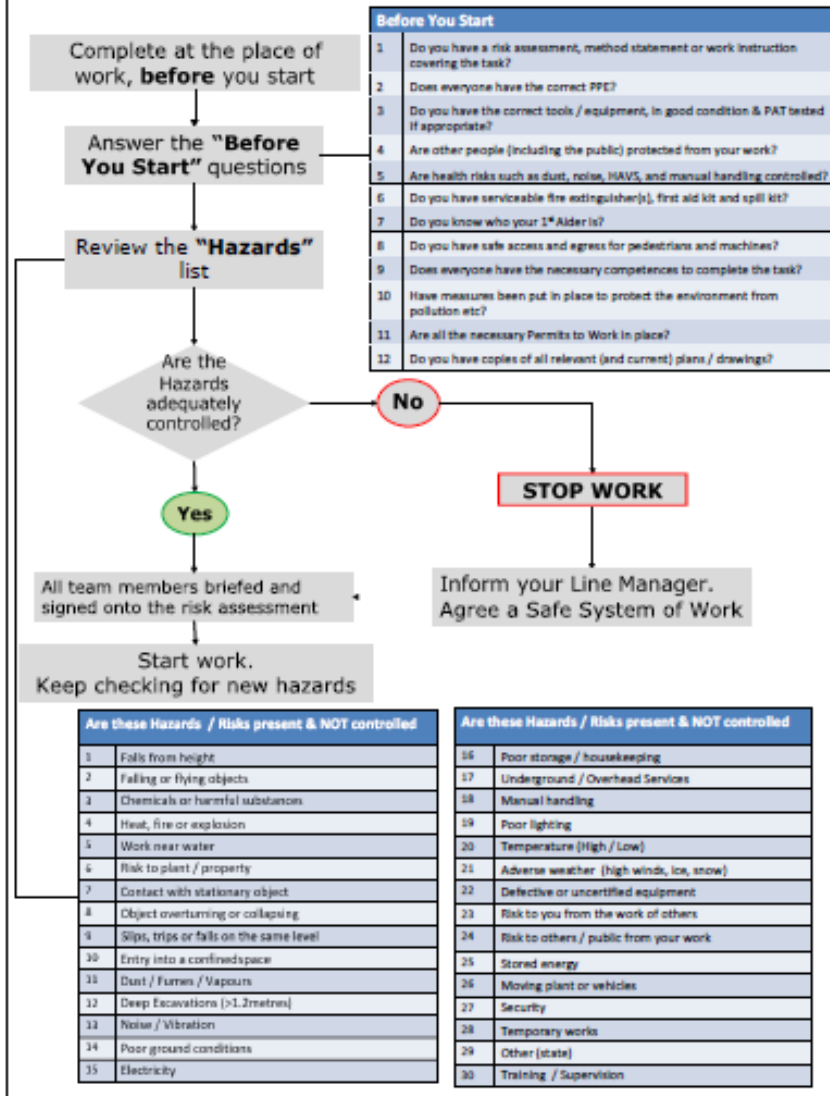 Complete at the place of
work, before you start
Answer the "Before
You Start" questions
Review the "Hazards"
list
Are the
Hazards
adequately
controlled?
No
STOP WORK
Inform your Line Manager.
Agree a Safe System of Work
Yes
All team members briefed and
signed onto the risk assessment
Start work.
Keep checking for new hazards
Before You Start
1 Do you have a risk assessment, method statement or work instruction
covering the task?
2 Does everyone have the correct PPE?
3 Do you have the correct tools / equipment, in good condition & PAT tested
if appropriate?
4 Are other people (including the public) protected from your work?
5 Are health risks such as dust, noise, HAVS, and manual handling controlled?
6 Do you have serviceable fire extinguisher(s), first aid kit and spill kit?
7 Do you know who your 1st Aider is?
8 Do you have safe access and egress for pedestrians and machines?
9 Does everyone have the necessary competences to complete the task?
10 Have measures been put in place to protect the environment from
pollution etc?
11 Are all the necessary Permits to Work in place?
12 Do you have copies of all relevant (and current) plans / drawings?
Are these Hazards / Risks present & NOT controlled
1 Falls from height
2 Falling or flying objects
3 Chemicals or harmful substances
4 Heat, fire or explosion
5 Work near water
6 Risk to plant / property
7 Contact with stationary object
8 Object overturning or collapsing
9 Slips, trips or falls on the same level
10 Entry into a confinedspace
11 Dust / Fumes / Vapours
12 Deep Excavations (>1.2metres)
13 Noise / Vibration
14 Poor ground conditions
15 Electricity
Are these Hazards / Risks present & NOT controlled
16 Poor storage / housekeeping
17 Underground / Overhead Services
18 Manual handling
19 Poor lighting
20 Temperature (High / Low)
21 Adverse weather (high winds, ice, snow)
22 Defective or uncertified equipment
23 Risk to you from the work of others
24 Risk to others / public from your work
25 Stored energy
26 Moving plant or vehicles
27 Security
28 Temporary works
29 Other (state)
30 Training / Supervision